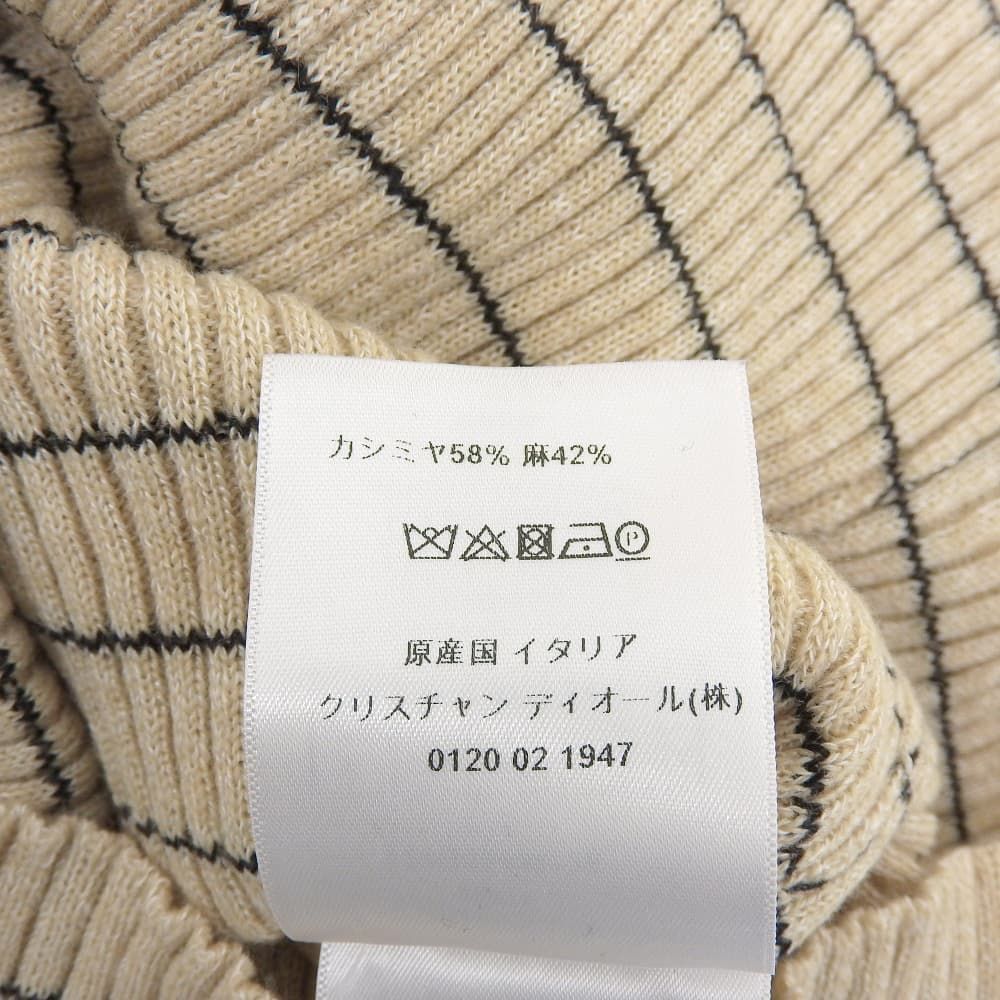 カシミヤ58% 麻42%
P
原産国 イタリア
クリスチャン ディオール(株)
0120 02 1947